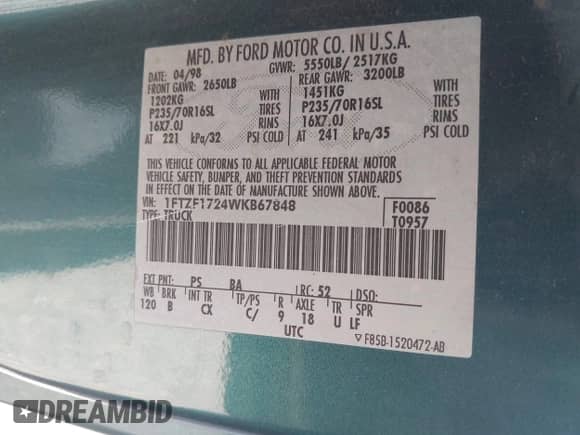 MFD. BY FORD MOTOR CO. IN U.S.A.
DATE: 04/98 GVWR: 5550LB/ 2517KG
FRONT GAWR: 2650LB REAR GAWR: 3200LB
1202KG WITH 1451KG WITH
P235/70R16SL TIRES P235/70R16SL TIRES
16X7.0J RIMS 16X7.0J RIMS
AT 221 kPa/32 PSI COLD AT 241 kPa/35 PSI COLD
THIS VEHICLE CONFORMS TO ALL APPLICABLE FEDERAL MOTOR
VEHICLE SAFETY, BUMPER, AND THEFT PREVENTION STANDARDS
IN EFFECT ON THE DATE OF MANUFACTURE SHOWN ABOVE.
VIN: 1FTZF1724WKB67848 F0086
TYPE: TRUCK T0957
EXT PNT: PS BA RC: 52 DSO:
WB BRK INT TR TP/PS R AXLE TR SPR
120 B CX C/ 9 18 U LF
UTC
▽ F85B-1520472-AB
DREAMBID